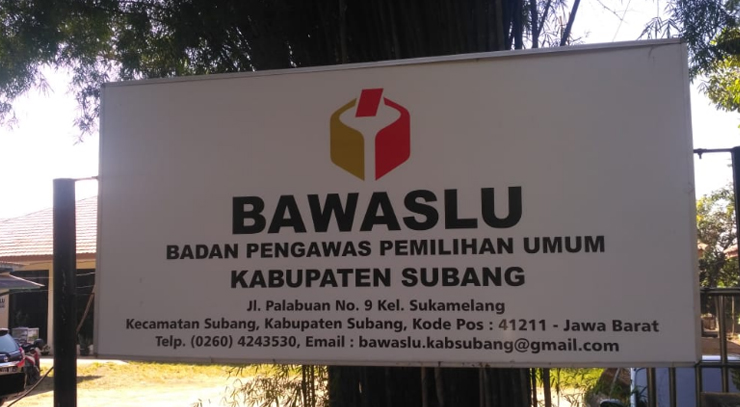 BAWASLU
BADAN PENGAWAS PEMILIHAN UMUM
KABUPATEN SUBANG
Jl. Palabuan No. 9 Kel. Sukamelang
Kecamatan Subang, Kabupaten Subang, Kode Pos : 41211 - Jawa Barat
Telp. (0260) 4243530, Email : bawaslu.kabsubang@gmail.com